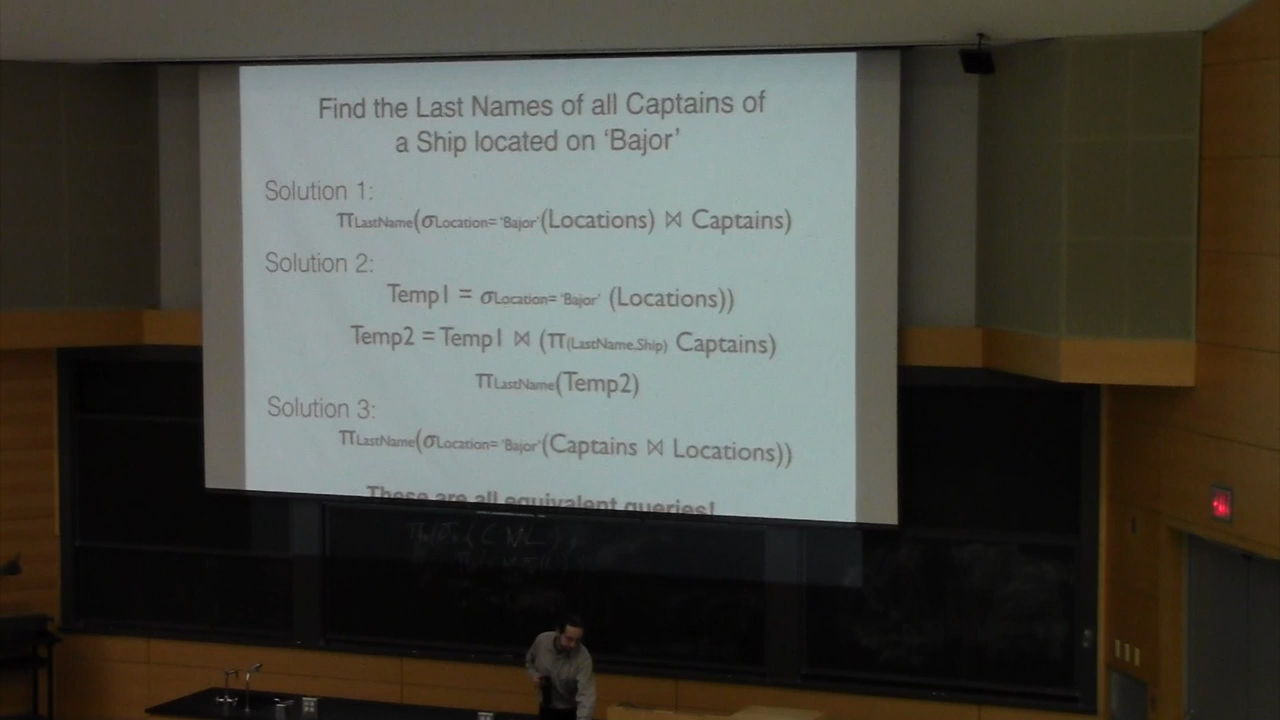 Find the Last Names of all Captains of
a Ship located on ‘Bajor’
Solution 1:
πLastName(σLocation= ‘Bajor’(Locations) ⋈ Captains)
Solution 2:
Temp1 = σLocation= ‘Bajor’ (Locations))
Temp2 = Temp1 ⋈ (π(LastName,Ship) Captains)
πLastName(Temp2)
Solution 3:
πLastName(σLocation= ‘Bajor’(Captains ⋈ Locations))
These are all equivalent queries!